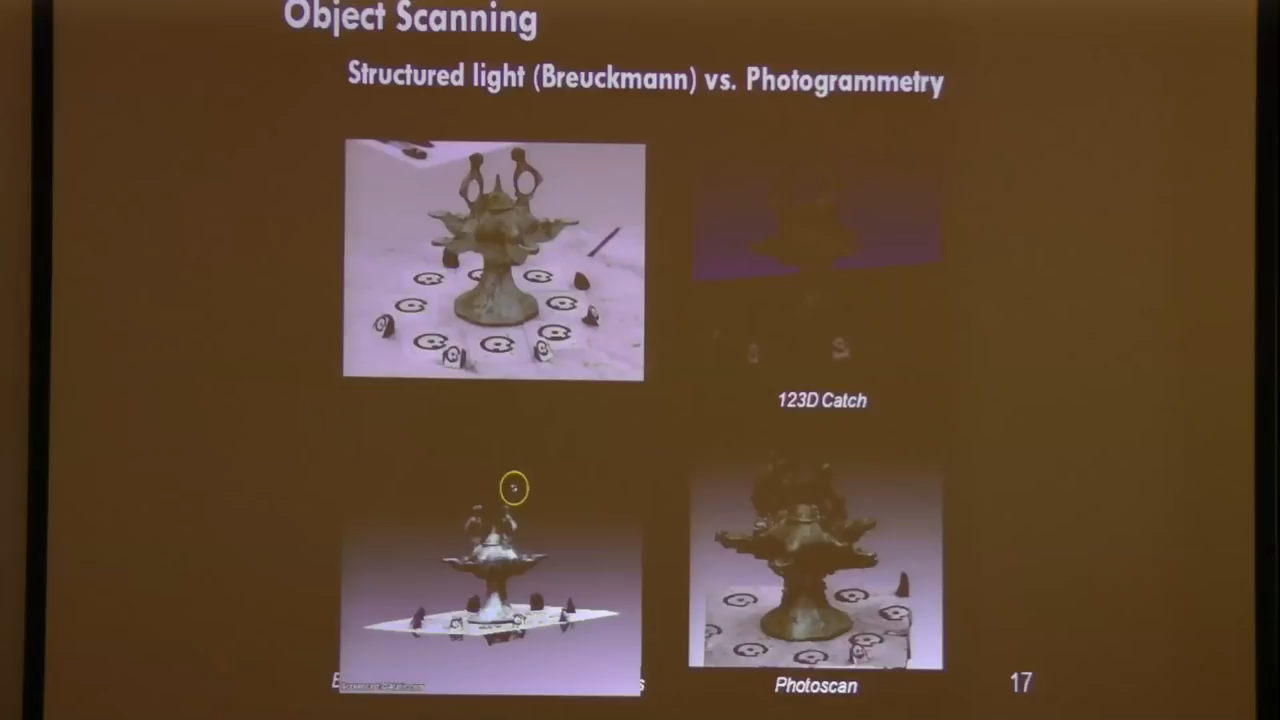 Object Scanning
Structured light (Breuckmann) vs. Photogrammetry
123D Catch
Photoscan
17